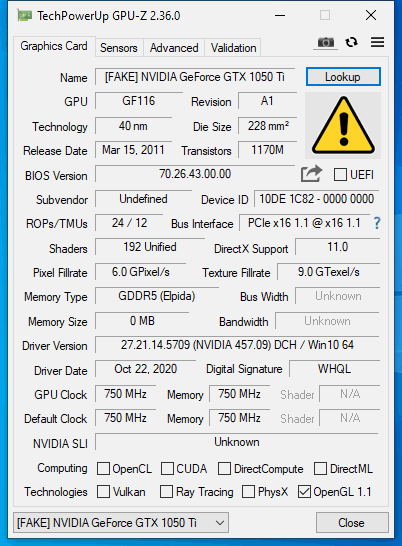 TechPowerUp GPU-Z 2.36.0
Graphics Card Sensors Advanced Validation
Name [FAKE] NVIDIA GeForce GTX 1050 Ti Lookup
GPU GF116 Revision A1
Technology 40 nm Die Size 228 mm²
Release Date Mar 15, 2011 Transistors 1170M
BIOS Version 70.26.43.00.00 UEFI
Subvendor Undefined Device ID 10DE 1C82 - 0000 0000
ROPs/TMUs 24 / 12 Bus Interface PCIe x16 1.1 @ x16 1.1 ?
Shaders 192 Unified DirectX Support 11.0
Pixel Fillrate 6.0 GPixel/s Texture Fillrate 9.0 GTexel/s
Memory Type GDDR5 (Elpida) Bus Width Unknown
Memory Size 0 MB Bandwidth Unknown
Driver Version 27.21.14.5709 (NVIDIA 457.09) DCH / Win10 64
Driver Date Oct 22, 2020 Digital Signature WHQL
GPU Clock 750 MHz Memory 750 MHz Shader N/A
Default Clock 750 MHz Memory 750 MHz Shader N/A
NVIDIA SLI Unknown
Computing OpenCL CUDA DirectCompute DirectML
Technologies Vulkan Ray Tracing PhysX OpenGL 1.1
[FAKE] NVIDIA GeForce GTX 1050 Ti Close